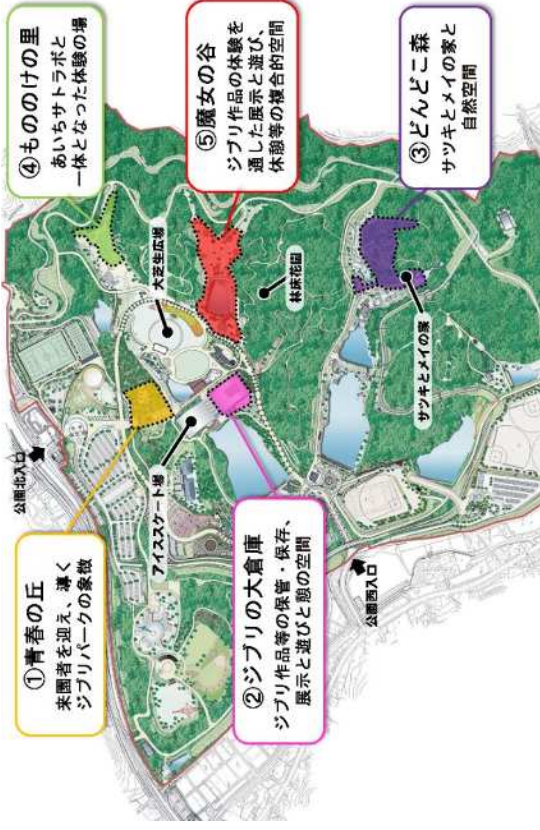 ①青春の丘
来園者を迎え、導く
ジブリパークの象徴
②ジブリの大倉庫
ジブリ作品等の保管・保存、
展示と遊びと憩の空間
③どんどこ森
サツキとメイの家と
自然空間
④もののけの里
あいちサトラボと
一体となった体験の場
⑤魔女の谷
ジブリ作品の体験を
通した展示と遊び、
休憩等の複合的空間
公園北入口
アイススケート場
大芝生広場
林床花園
サツキとメイの家
公園西入口